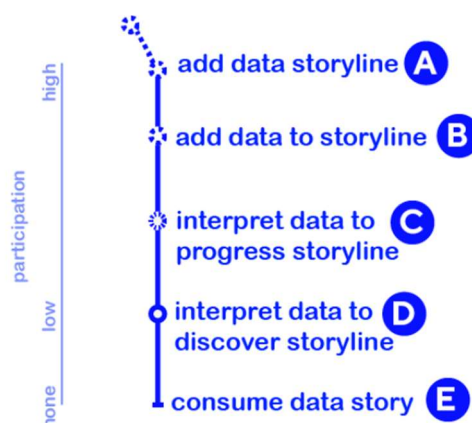 add data storyline A
high
add data to storyline B
participation
interpret data to C
progress storyline
low
interpret data to D
discover storyline
none
consume data story E